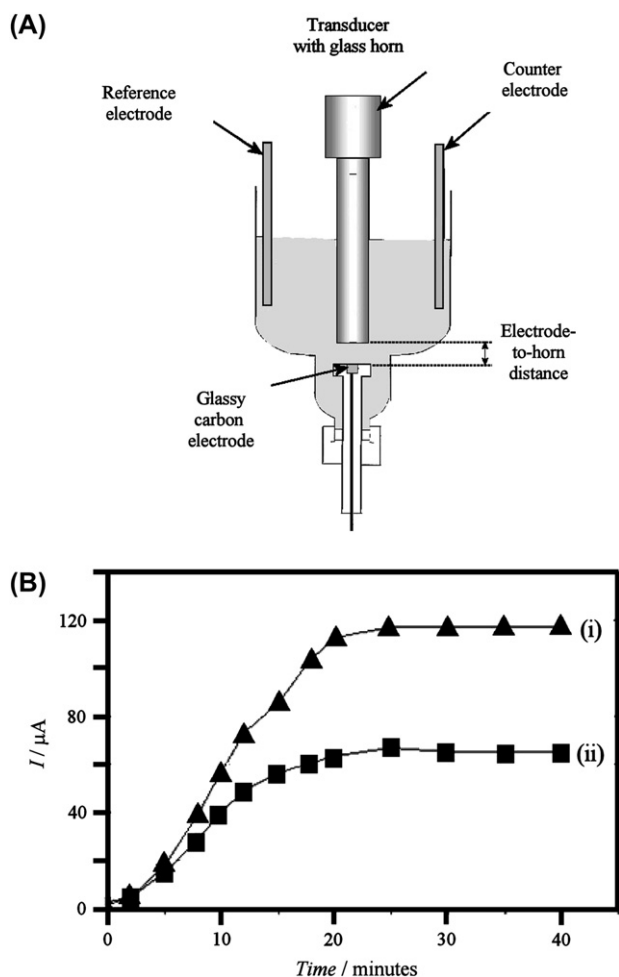 (A)
Transducer
with glass horn
Reference
electrode
Counter
electrode
Electrode-
to-horn
distance
Glassy
carbon
electrode
(B)
120
80
40
0
I / μA
(i)
(ii)
0 10 20 30 40
Time / minutes